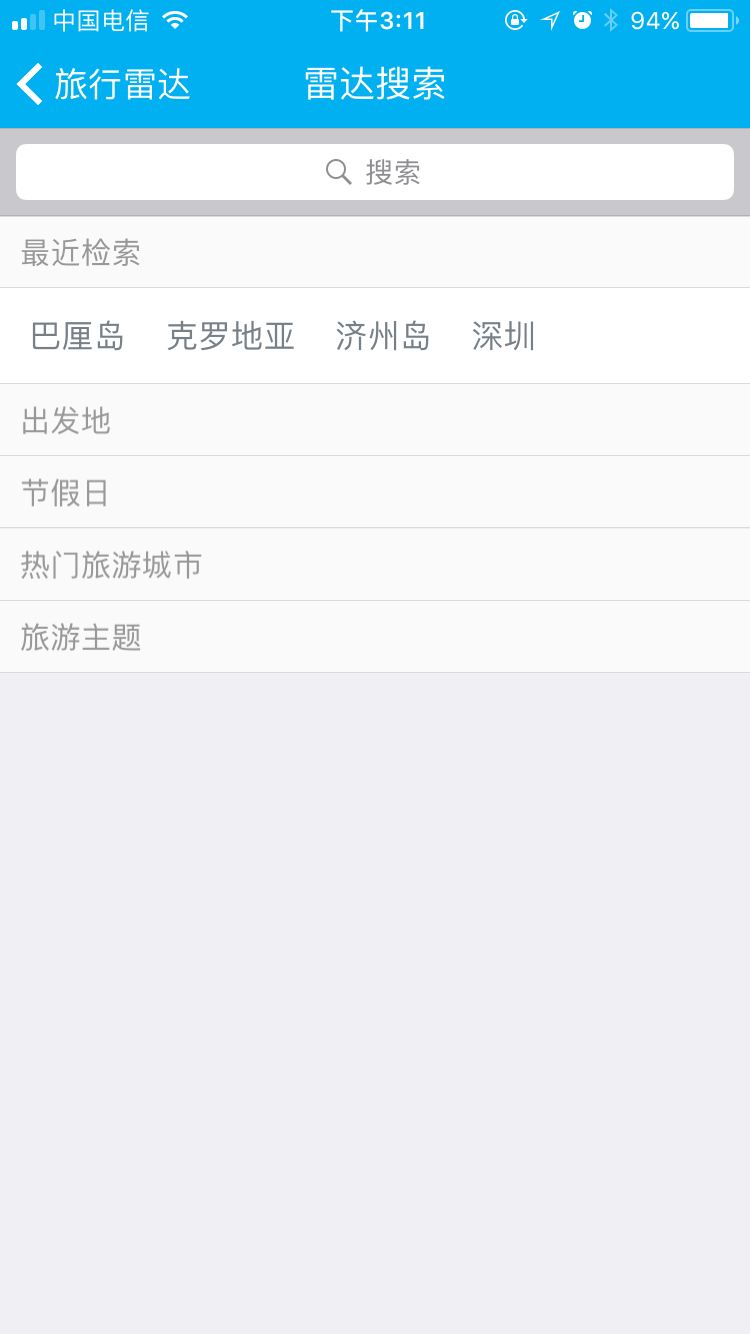 中国电信 下午3:11 94%
旅行雷达 雷达搜索
搜索
最近检索
巴厘岛 克罗地亚 济州岛 深圳
出发地
节假日
热门旅游城市
旅游主题